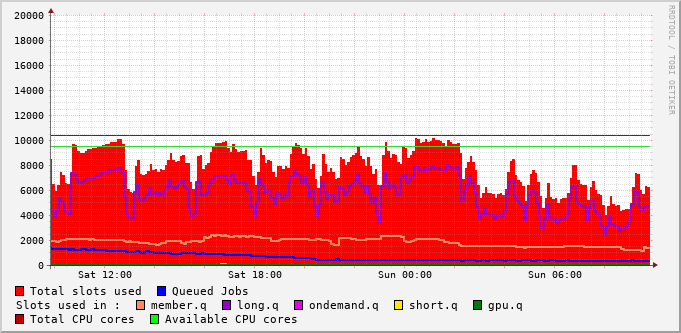 20000
18000
16000
14000
12000
10000
8000
6000
4000
2000
0
Sat 12:00 Sat 18:00 Sun 00:00 Sun 06:00
RRDTOOL / TOBI OETIKER
Total slots used Queued Jobs
Slots used in : member.q long.q ondemand.q short.q gpu.q
Total CPU cores Available CPU cores